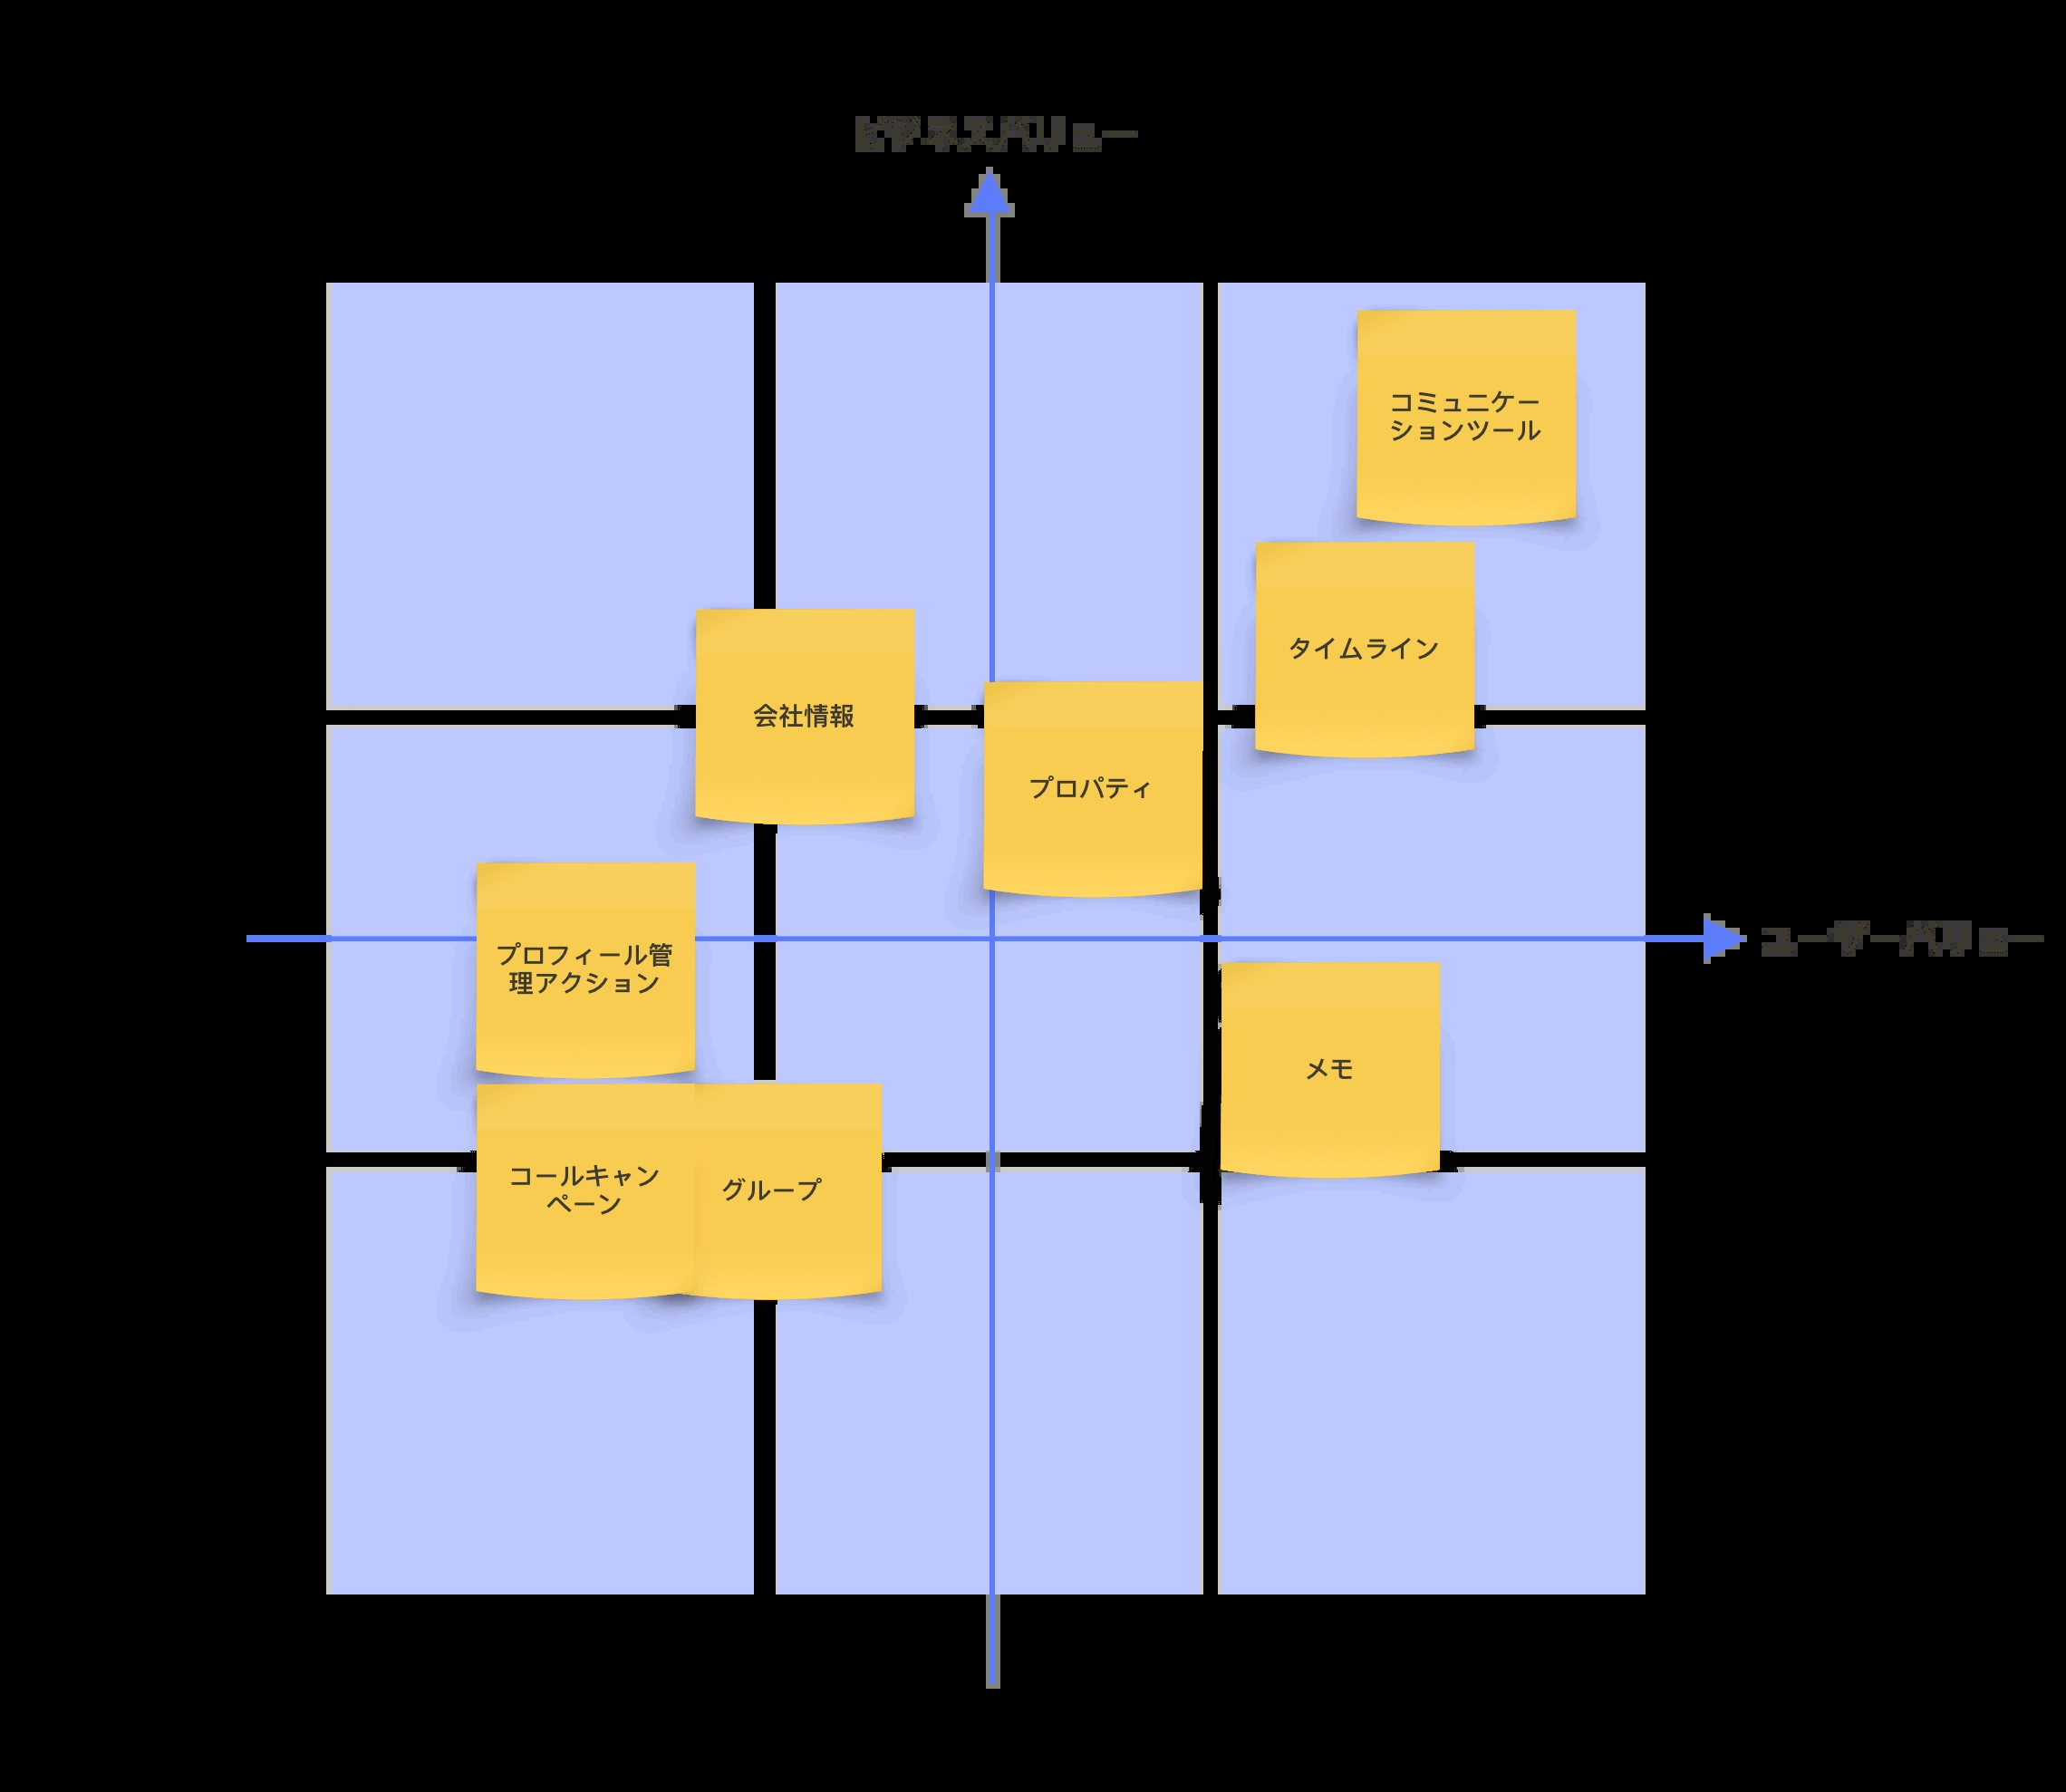 ビジネスバリュー
コミュニケー
ションツール
タイムライン
会社情報
プロパティ
ユーザーバリュー
プロフィール管
理アクション
メモ
コールキャン
ペーン
グループ